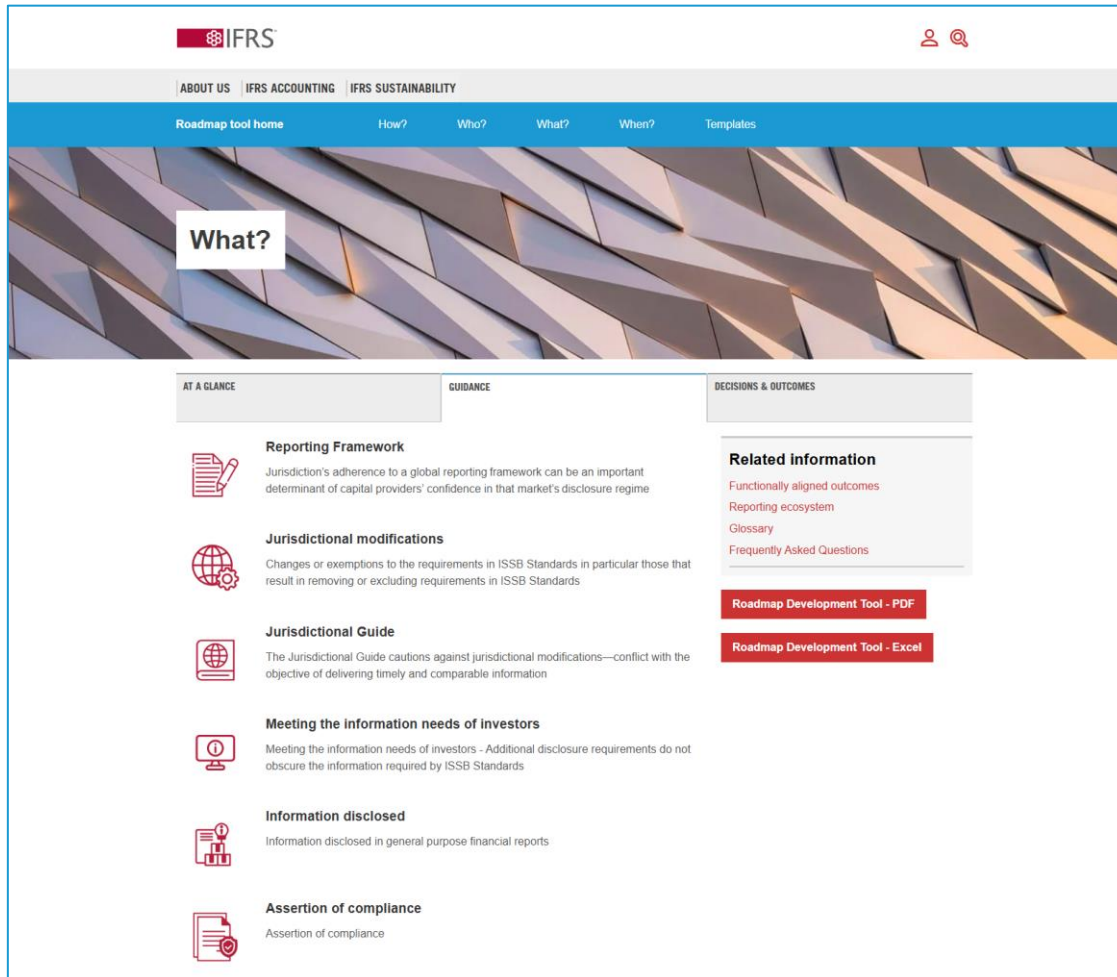 IFRS
ABOUT US IFRS ACCOUNTING IFRS SUSTAINABILITY
Roadmap tool home How? Who? What? When? Templates
What?
AT A GLANCE GUIDANCE DECISIONS & OUTCOMES
Reporting Framework
Jurisdiction's adherence to a global reporting framework can be an important
determinant of capital providers' confidence in that market's disclosure regime
Jurisdictional modifications
Changes or exemptions to the requirements in ISSB Standards in particular those that
result in removing or excluding requirements in ISSB Standards
Jurisdictional Guide
The Jurisdictional Guide cautions against jurisdictional modifications—conflict with the
objective of delivering timely and comparable information
Meeting the information needs of investors
Meeting the information needs of investors - Additional disclosure requirements do not
obscure the information required by ISSB Standards
Information disclosed
Information disclosed in general purpose financial reports
Assertion of compliance
Assertion of compliance
Related information
Functionally aligned outcomes
Reporting ecosystem
Glossary
Frequently Asked Questions
Roadmap Development Tool - PDF
Roadmap Development Tool - Excel